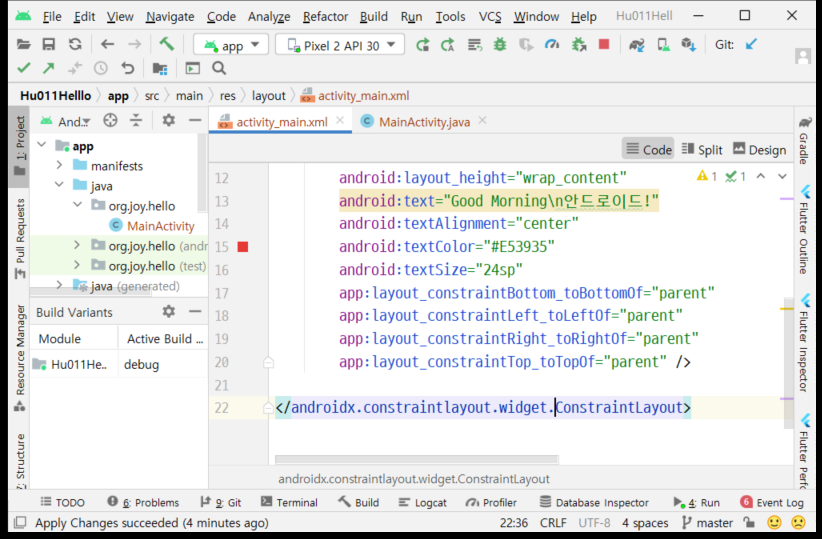 File Edit View Navigate Code Analyze Refactor Build Run Tools VCS Window Help Hu011Hell
app Pixel 2 API 30 Git:
Hu011Helllo app src main res layout activity_main.xml
1: Project
Pull Requests
Resource Manager
Z: Structure
And..
app
manifests
java
org.joy.hello
MainActivity
org.joy.hello (andr
org.joy.hello (test)
java (generated)
Build Variants
Module Active Build ...
Hu011He.. debug
activity_main.xml MainActivity.java
Code Split Design
1 1
12 android:layout_height="wrap_content"
13 android:text="Good Morning\n안드로이드!"
14 android:textAlignment="center"
15 android:textColor="#E53935"
16 android:textSize="24sp"
17 app:layout_constraintBottom_toBottomOf="parent"
18 app:layout_constraintLeft_toLeftOf="parent"
19 app:layout_constraintRight_toRightOf="parent"
20 app:layout_constraintTop_toTopOf="parent" />
21
22 </androidx.constraintlayout.widget.ConstraintLayout>
androidx.constraintlayout.widget.ConstraintLayout
Gradle
Flutter Outline
Flutter Inspector
Flutter Perf
TODO 6: Problems 9: Git Terminal Build Logcat Profiler Database Inspector 4: Run 6 Event Log
Apply Changes succeeded (4 minutes ago) 22:36 CRLF UTF-8 4 spaces master